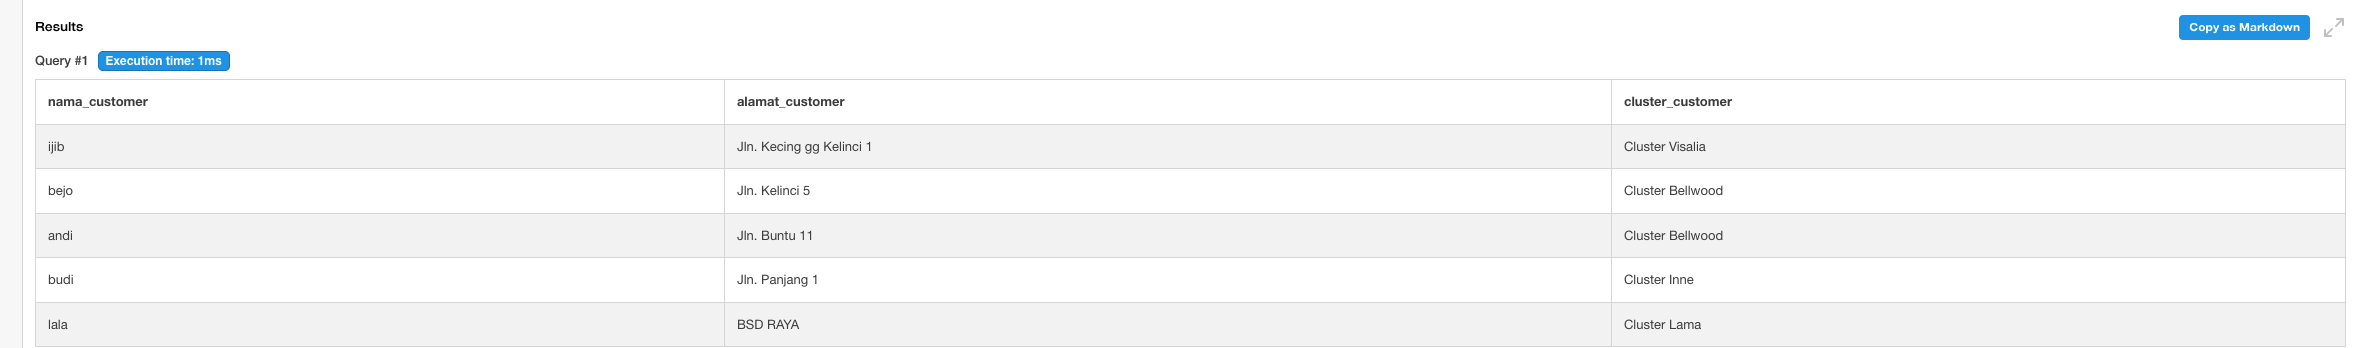 Results
Copy as Markdown
Query #1 Execution time: 1ms
nama_customer alamat_customer cluster_customer
ijib Jln. Kecing gg Kelinci 1 Cluster Visalia
bejo Jln. Kelinci 5 Cluster Bellwood
andi Jln. Buntu 11 Cluster Bellwood
budi Jln. Panjang 1 Cluster Inne
lala BSD RAYA Cluster Lama